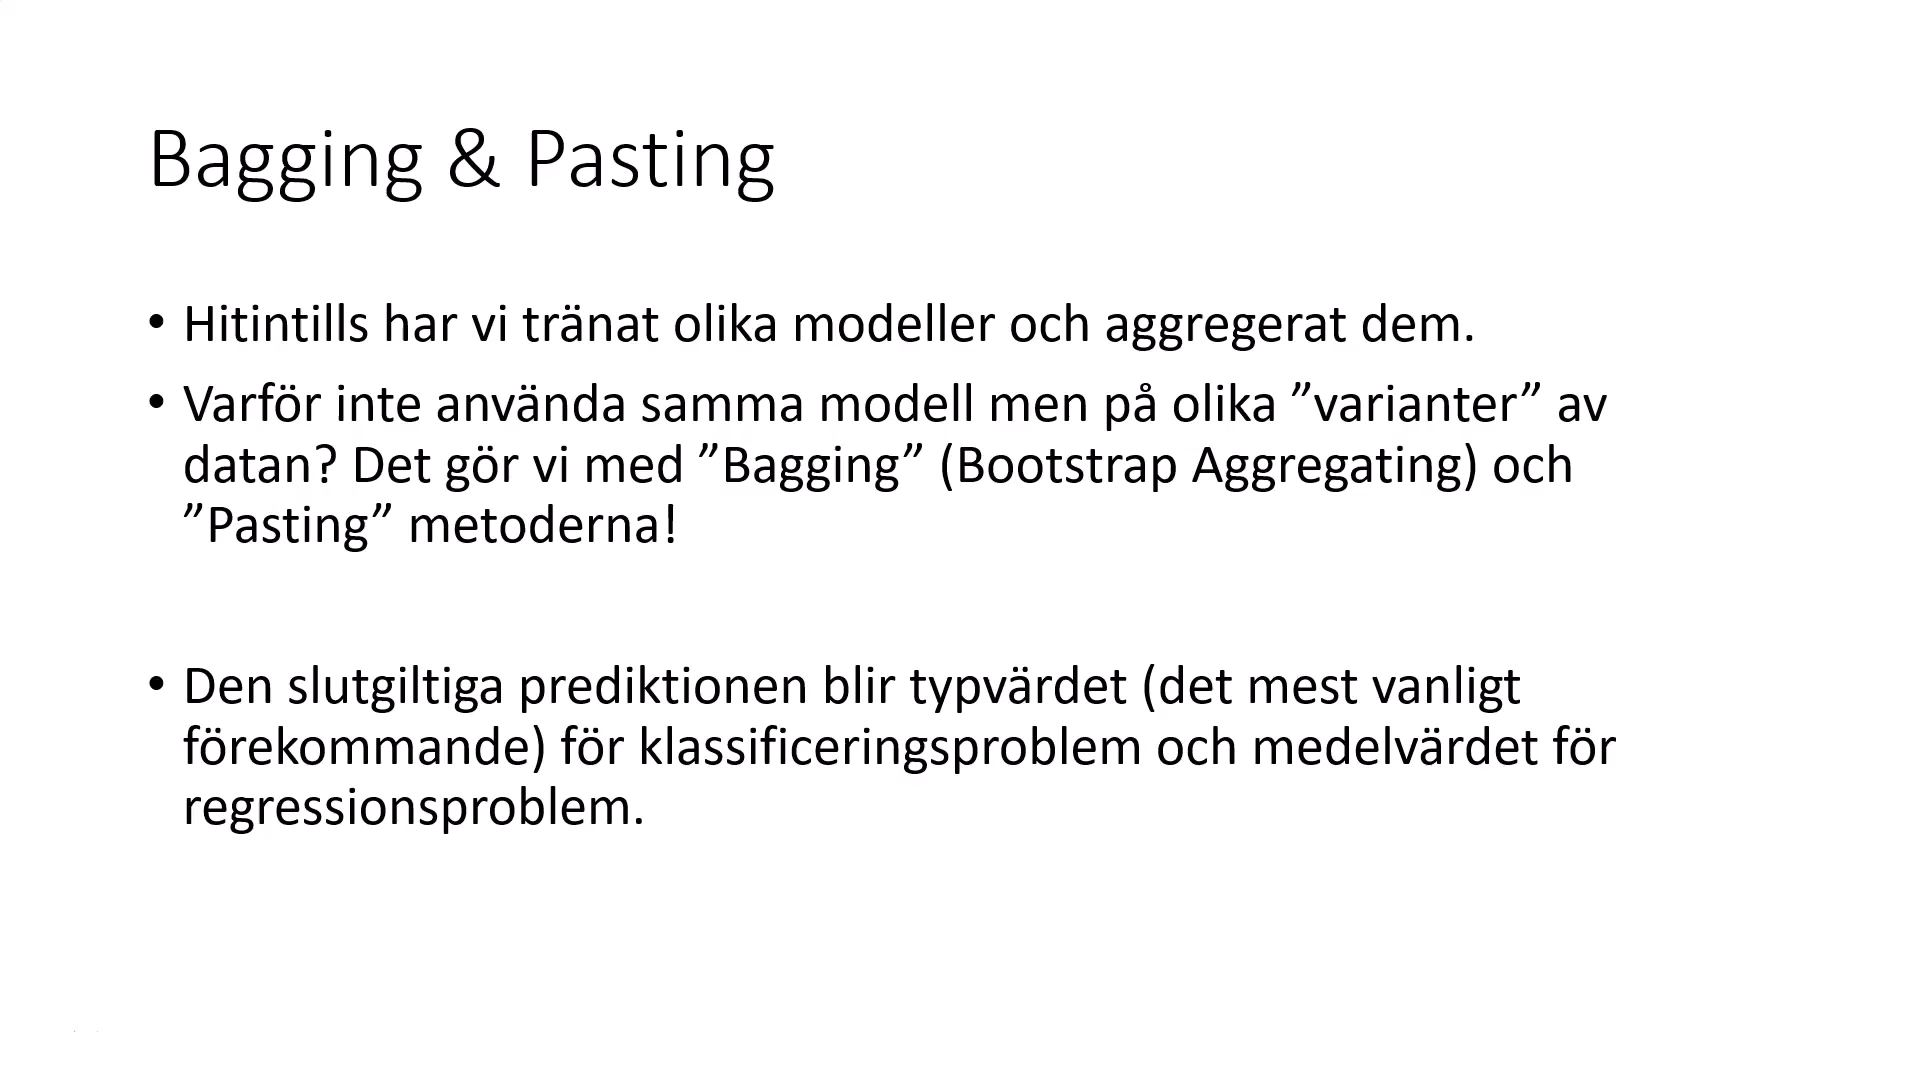 Bagging & Pasting
• Hitintills har vi tränat olika modeller och aggregerat dem.
• Varför inte använda samma modell men på olika ”varianter” av
datan? Det gör vi med ”Bagging” (Bootstrap Aggregating) och
”Pasting” metoderna!
• Den slutgiltiga prediktionen blir typvärdet (det mest vanligt
förekommande) för klassificeringsproblem och medelvärdet för
regressionsproblem.